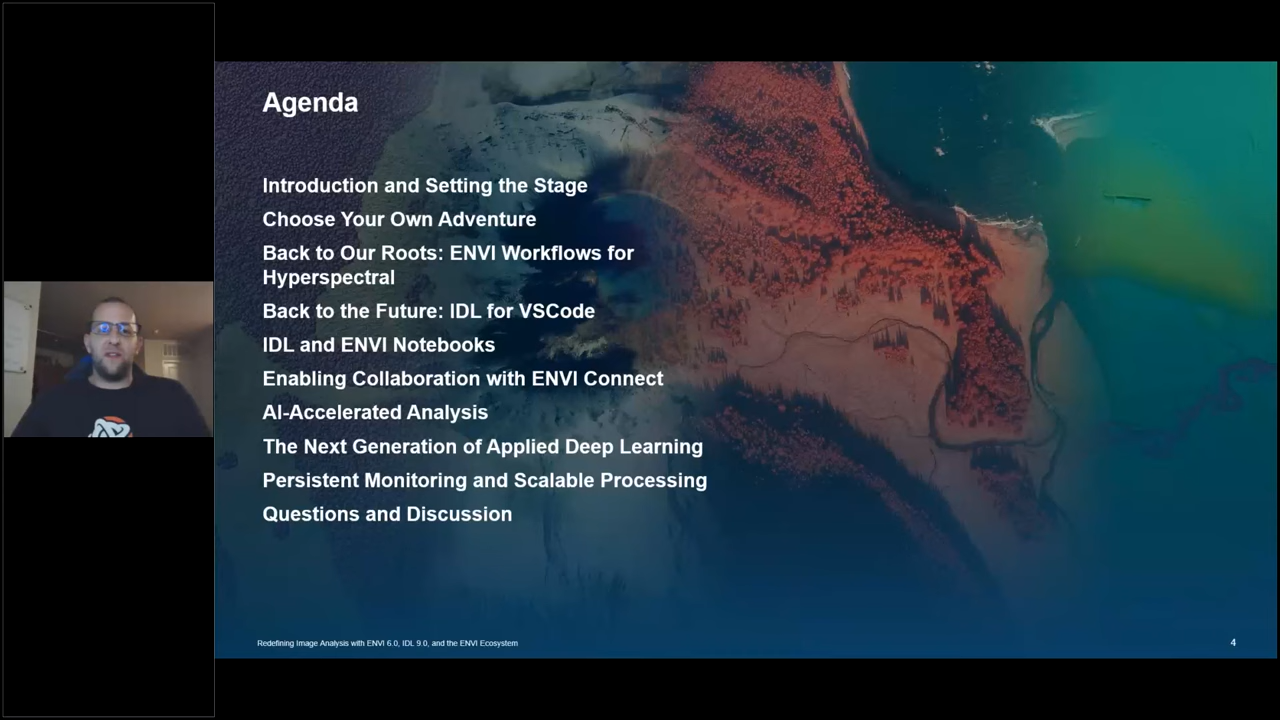 Agenda
Introduction and Setting the Stage
Choose Your Own Adventure
Back to Our Roots: ENVI Workflows for
Hyperspectral
Back to the Future: IDL for VSCode
IDL and ENVI Notebooks
Enabling Collaboration with ENVI Connect
AI-Accelerated Analysis
The Next Generation of Applied Deep Learning
Persistent Monitoring and Scalable Processing
Questions and Discussion
Redefining Image Analysis with ENVI 6.0, IDL 9.0, and the ENVI Ecosystem
4